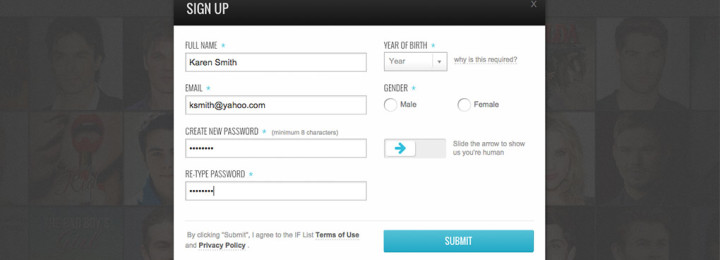 SIGN UP
X
FULL NAME *
Karen Smith
EMAIL *
ksmith@yahoo.com
CREATE NEW PASSWORD * (minimum 8 characters)
••••••••
RE-TYPE PASSWORD *
••••••••
YEAR OF BIRTH *
Year
why is this required?
GENDER *
Male
Female
Slide the arrow to show
us you're human
By clicking "Submit", I agree to the IF List Terms of Use
and Privacy Policy .
SUBMIT